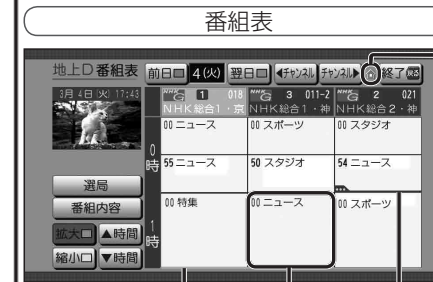 番組表
地上D番組表 前日 4(火) 翌日 ◀チャンネル チャンネル▶ 終了 戻る
3月 4日(火) 17:43
NHK G 1 018 NHK G 3 011-2 NHK G 2 021
NHK総合1・京 NHK総合1・神 NHK総合2・神
0時
00 ニュース 00 スポーツ 00 スタジオ
55 ニュース 50 スタジオ 54 ニュース
1時
00 特集 00 ニュース 00 スポーツ
選局
番組内容
拡大 ▲時間
縮小 ▼時間